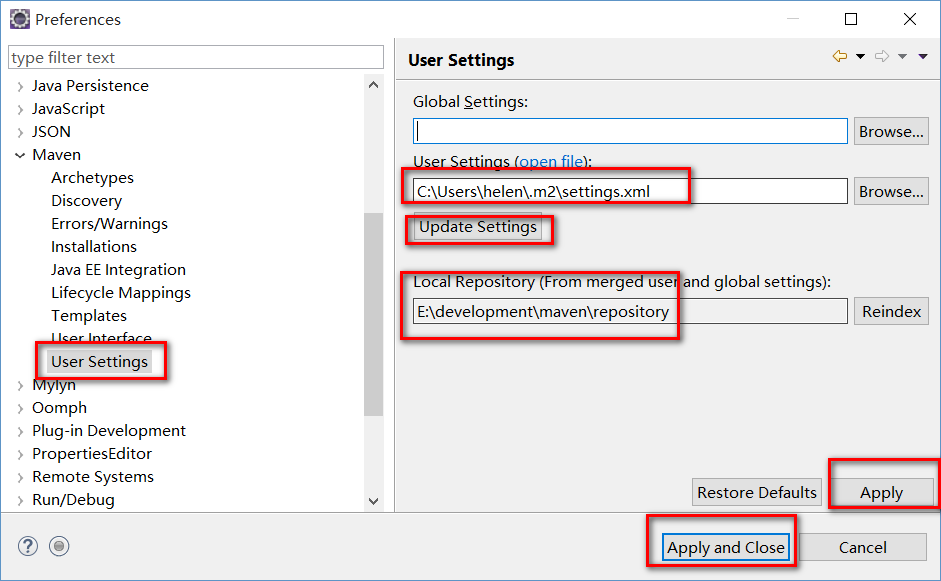 Preferences
type filter text
Java Persistence
JavaScript
JSON
Maven
Archetypes
Discovery
Errors/Warnings
Installations
Java EE Integration
Lifecycle Mappings
Templates
User Interface
User Settings
Mylyn
Oomph
Plug-in Development
PropertiesEditor
Remote Systems
Run/Debug
User Settings
Global Settings:
Browse...
User Settings (open file):
C:\Users\helen\.m2\settings.xml
Browse...
Update Settings
Local Repository (From merged user and global settings):
E:\development\maven\repository
Reindex
Restore Defaults
Apply
?
Apply and Close
Cancel